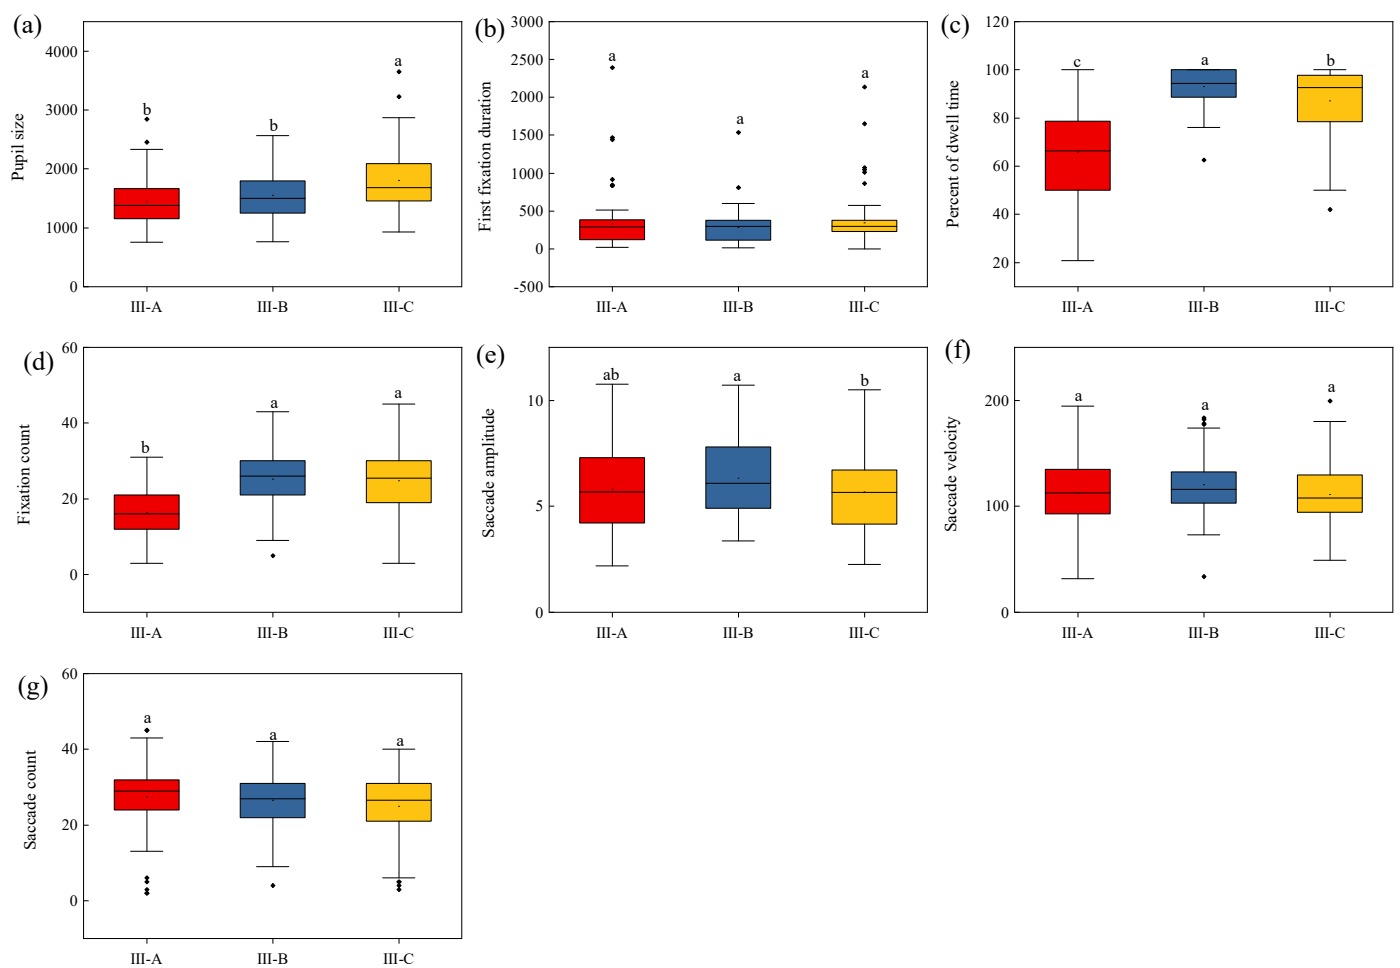 (a)
Pupil size
4000
3000
2000
1000
0
b
b
a
III-A III-B III-C
(b)
First fixation duration
3000
2500
2000
1500
1000
500
0
-500
a
a
a
III-A III-B III-C
(c)
Percent of dwell time
120
100
80
60
40
20
c
a
b
III-A III-B III-C
(d)
Fixation count
60
40
20
0
b
a
a
III-A III-B III-C
(e)
Saccade amplitude
10
5
0
ab
a
b
III-A III-B III-C
(f)
Saccade velocity
200
100
0
a
a
a
III-A III-B III-C
(g)
Saccade count
60
40
20
0
a
a
a
III-A III-B III-C